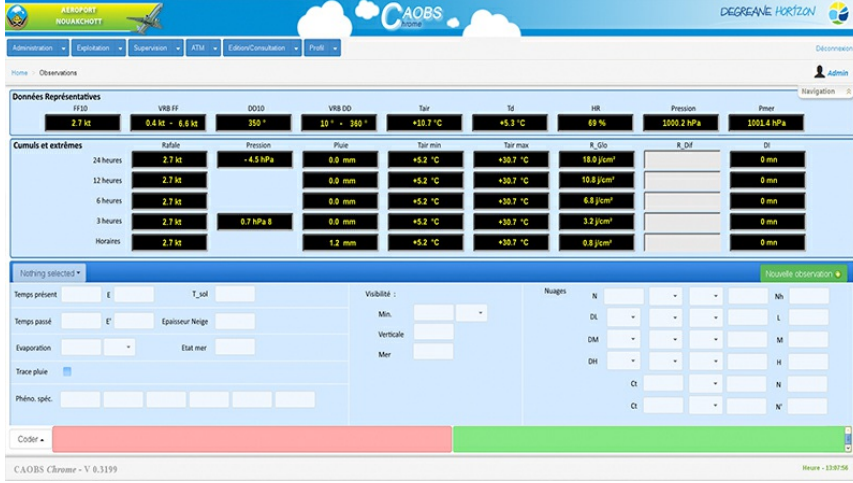 AEROPORT
NOUAKCHOTT
CAOBS
Chrome
DEGREANE HORIZON
Administration Exploitation Supervision ATM Edition/Consultation Profil Déconnexion
Home > Observations Admin
Navigation
Données Représentatives
FF10 VRB FF DD10 VRB DD Tair Td HR Pression Pmer
2.7 kt 0.4 kt - 6.6 kt 350 ° 10 ° - 360 ° +10.7 °C +5.3 °C 69 % 1000.2 hPa 1001.4 hPa
Cumuls et extrêmes Rafale Pression Pluie Tair min Tair max R_Glo R_Dif DI
24 heures 2.7 kt - 4.5 hPa 0.0 mm +5.2 °C +30.7 °C 18.0 j/cm² 0 mn
12 heures 2.7 kt 0.0 mm +5.2 °C +30.7 °C 10.8 j/cm² 0 mn
6 heures 2.7 kt 0.0 mm +5.2 °C +30.7 °C 6.8 j/cm² 0 mn
3 heures 2.7 kt 0.7 hPa 8 0.0 mm +5.2 °C +30.7 °C 3.2 j/cm² 0 mn
Horaires 2.7 kt 1.2 mm +5.2 °C +30.7 °C 0.8 j/cm² 0 mn
Nothing selected Nouvelle observation
Temps présent E T_sol Visibilité : Nuages N Nh
Temps passé E' Epaisseur Neige Min. DL L
Verticale
Evaporation Etat mer Mer DM M
DH H
Trace pluie Ct N
Phéno. spéc. Ct N'
Coder
CAOBS Chrome - V 0.3199 Heure - 13:07:56